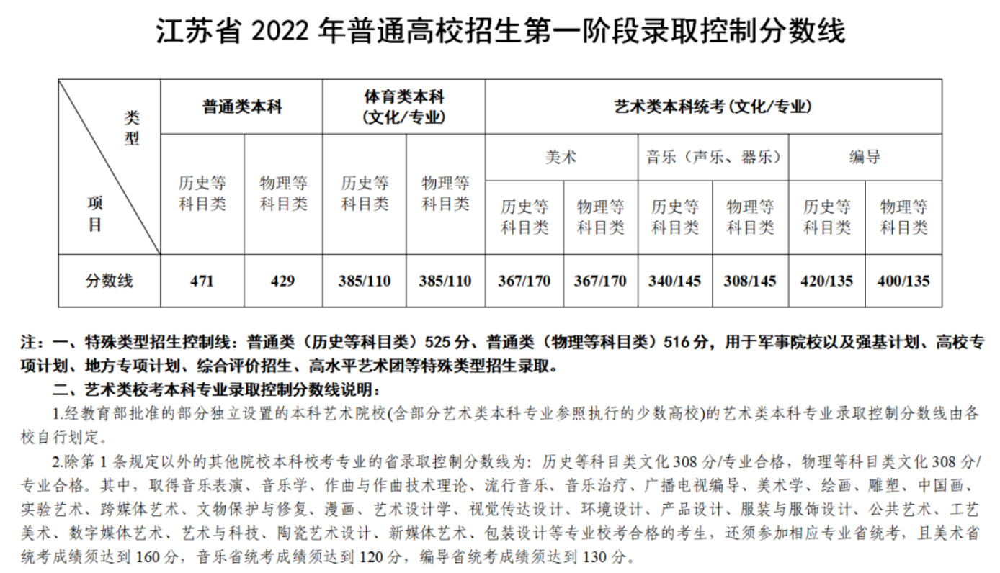 江苏省 2022 年普通高校招生第一阶段录取控制分数线
类型
项目
普通类本科
体育类本科
(文化/专业)
艺术类本科统考(文化/专业)
美术
音乐（声乐、器乐）
编导
历史等
科目类
物理等
科目类
历史等
科目类
物理等
科目类
历史等
科目类
物理等
科目类
历史等
科目类
物理等
科目类
历史等
科目类
物理等
科目类
分数线 471 429 385/110 385/110 367/170 367/170 340/145 308/145 420/135 400/135
注：一、特殊类型招生控制线：普通类（历史等科目类）525 分、普通类（物理等科目类）516 分，用于军事院校以及强基计划、高校专
项计划、地方专项计划、综合评价招生、高水平艺术团等特殊类型招生录取。
二、艺术类校考本科专业录取控制分数线说明：
1.经教育部批准的部分独立设置的本科艺术院校(含部分艺术类本科专业参照执行的少数高校)的艺术类本科专业录取控制分数线由各
校自行划定。
2.除第 1 条规定以外的其他院校本科校考专业的省录取控制分数线为：历史等科目类文化 308 分/专业合格，物理等科目类文化 308 分/
专业合格。其中，取得音乐表演、音乐学、作曲与作曲技术理论、流行音乐、音乐治疗、广播电视编导、美术学、绘画、雕塑、中国画、
实验艺术、跨媒体艺术、文物保护与修复、漫画、艺术设计学、视觉传达设计、环境设计、产品设计、服装与服饰设计、公共艺术、工艺
美术、数字媒体艺术、艺术与科技、陶瓷艺术设计、新媒体艺术、包装设计等专业校考合格的考生，还须参加相应专业省统考，且美术省
统考成绩须达到 160 分，音乐省统考成绩须达到 120 分，编导省统考成绩须达到 130 分。